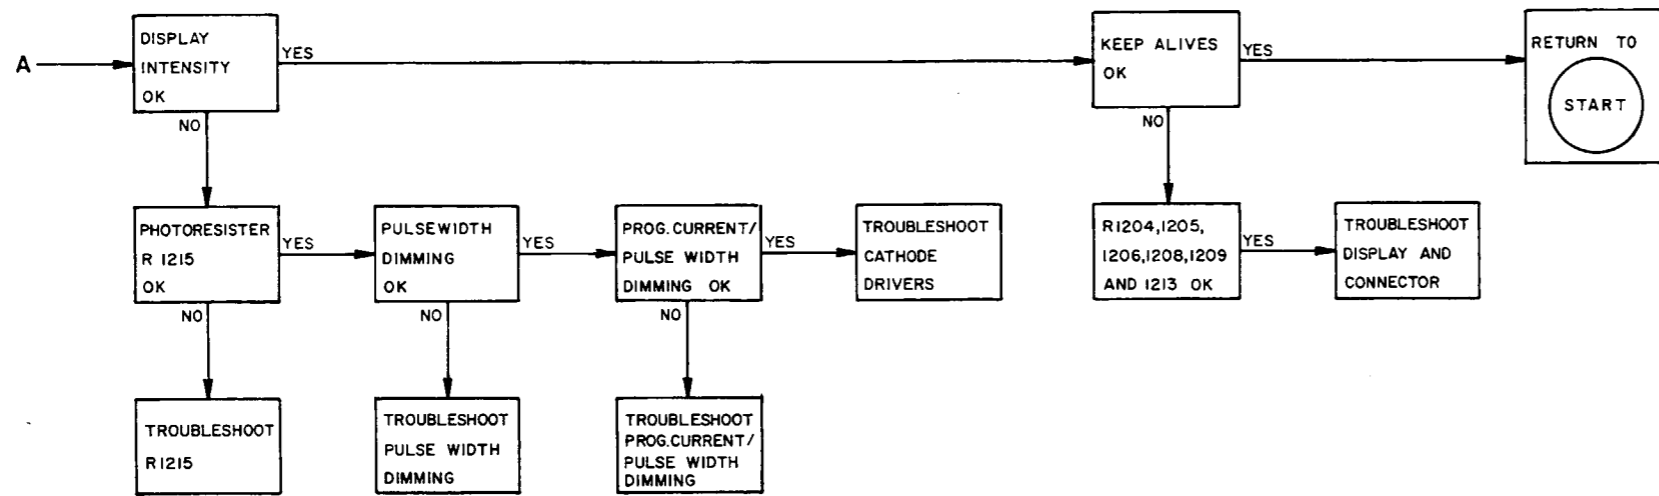 A
DISPLAY
INTENSITY
OK
YES
NO
KEEP ALIVES
OK
YES
NO
RETURN TO
START
PHOTORESISTER
R 1215
OK
YES
NO
PULSEWIDTH
DIMMING
OK
YES
NO
PROG.CURRENT/
PULSE WIDTH
DIMMING OK
YES
NO
TROUBLESHOOT
CATHODE
DRIVERS
R1204,1205,
1206,1208,1209
AND 1213 OK
YES
TROUBLESHOOT
DISPLAY AND
CONNECTOR
TROUBLESHOOT
R1215
TROUBLESHOOT
PULSE WIDTH
DIMMING
TROUBLESHOOT
PROG.CURRENT/
PULSE WIDTH
DIMMING